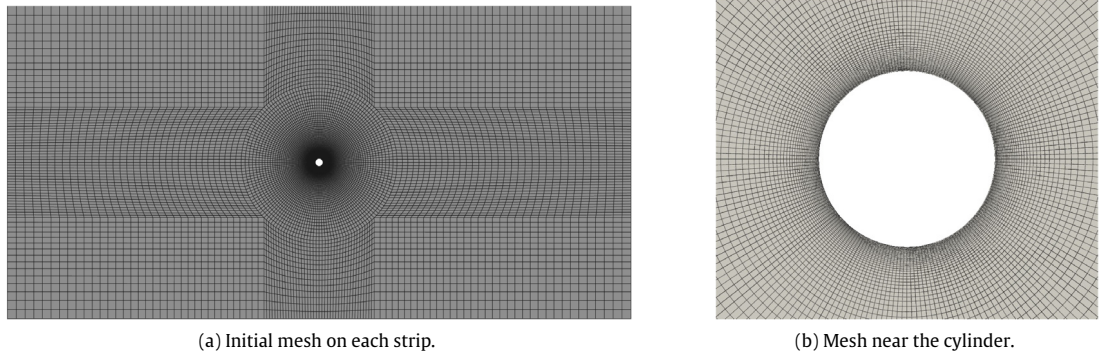 (a) Initial mesh on each strip.
(b) Mesh near the cylinder.